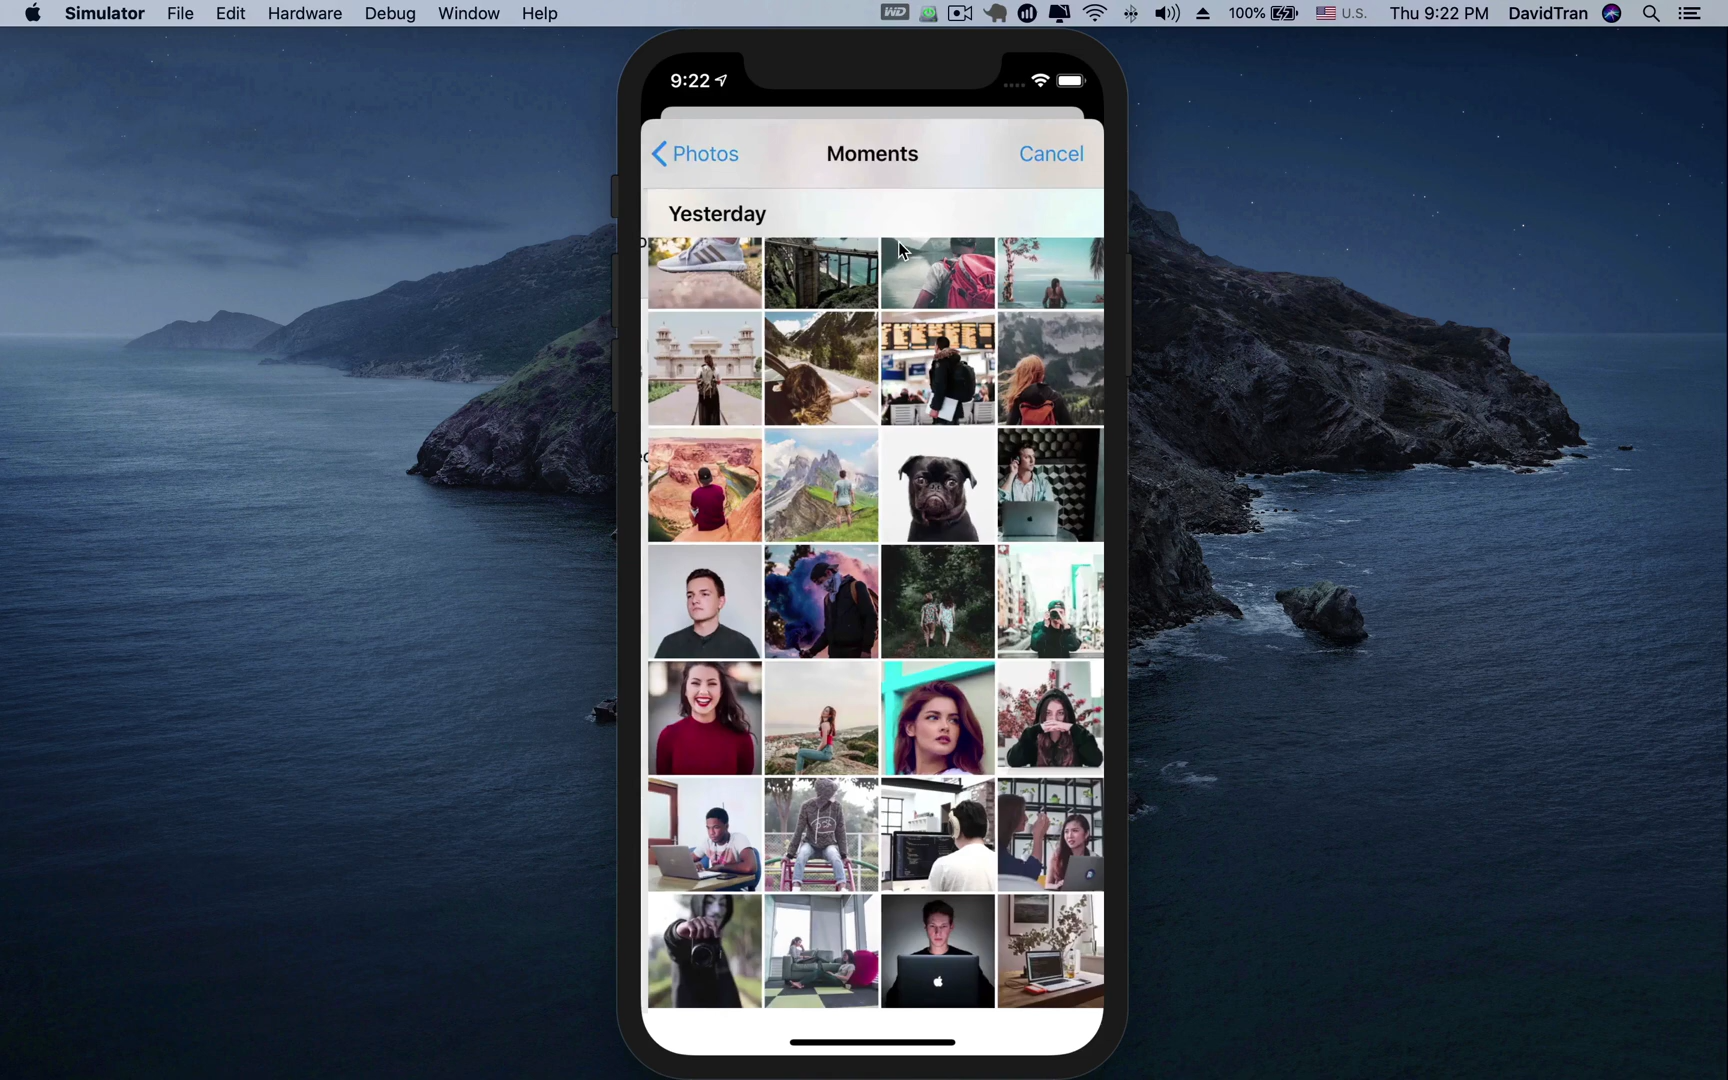 Simulator File Edit Hardware Debug Window Help WD 100% U.S. Thu 9:22 PM DavidTran
9:22
Photos Moments Cancel
Yesterday